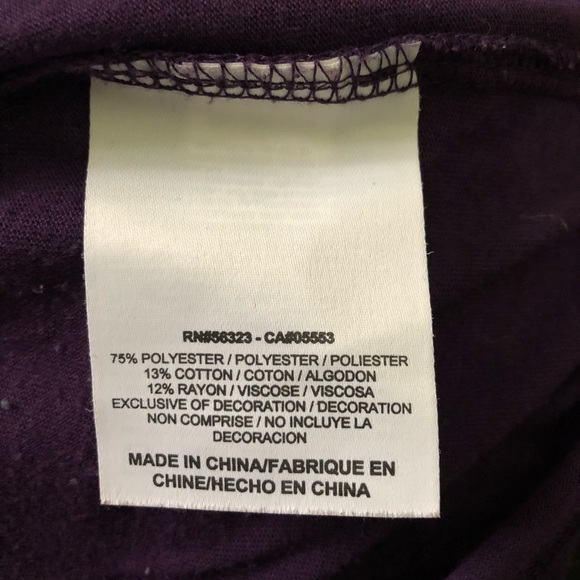 RN#56323 - CA#05553
75% POLYESTER / POLYESTER / POLIESTER
13% COTTON / COTON / ALGODON
12% RAYON / VISCOSE / VISCOSA
EXCLUSIVE OF DECORATION / DECORATION
NON COMPRISE / NO INCLUYE LA
DECORACION
MADE IN CHINA/FABRIQUE EN
CHINE/HECHO EN CHINA